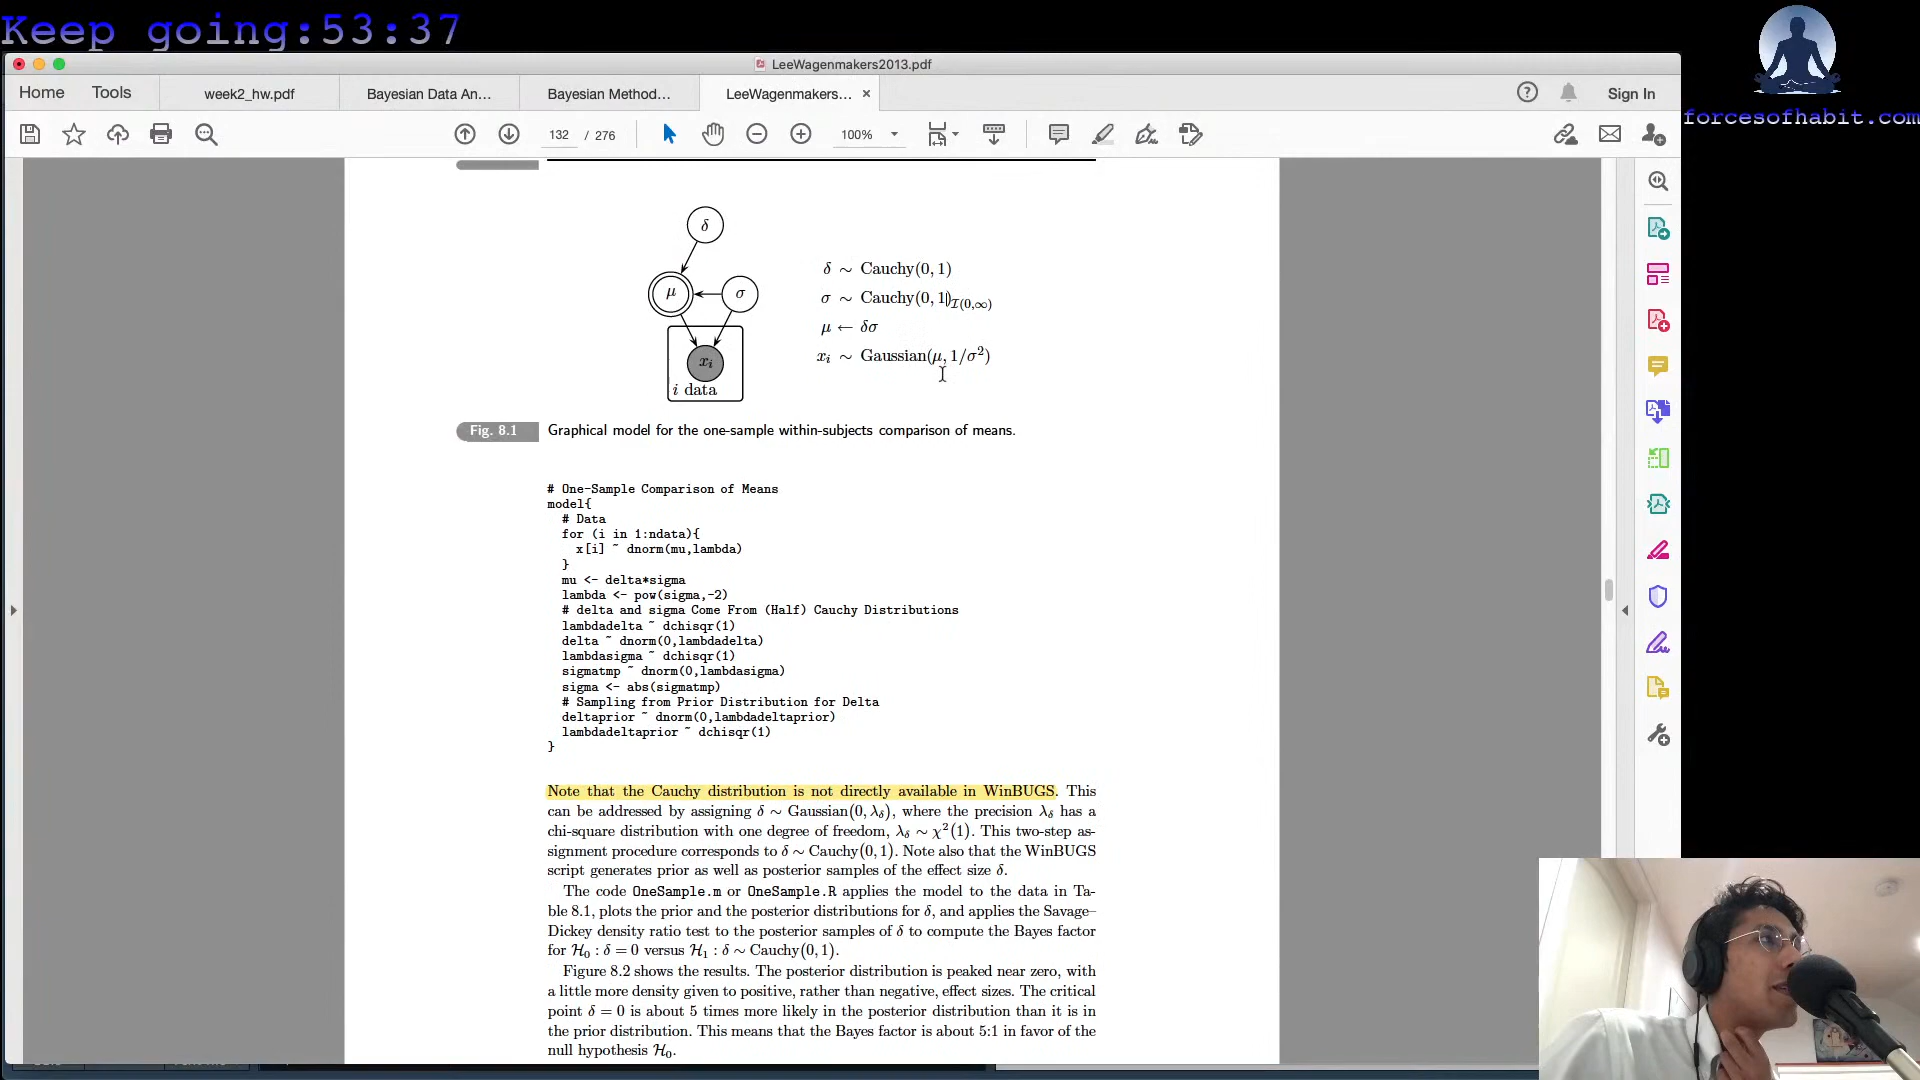 Keep going:53:37
LeeWagenmakers2013.pdf
Home Tools week2_hw.pdf Bayesian Data An... Bayesian Method... LeeWagenmakers... × Sign In
forcesofhabit.com
132 / 276 100%
δ
δ ∼ Cauchy(0, 1)
μ σ
σ ∼ Cauchy(0, 1)I(0,∞)
μ ← δσ
xi ∼ Gaussian(μ, 1/σ²)
xi
i data
Fig. 8.1 Graphical model for the one-sample within-subjects comparison of means.
# One-Sample Comparison of Means
model{
# Data
for (i in 1:ndata){
x[i] ~ dnorm(mu,lambda)
}
mu <- delta*sigma
lambda <- pow(sigma,-2)
# delta and sigma Come From (Half) Cauchy Distributions
lambdadelta ~ dchisqr(1)
delta ~ dnorm(0,lambdadelta)
lambdasigma ~ dchisqr(1)
sigmatmp ~ dnorm(0,lambdasigma)
sigma <- abs(sigmatmp)
# Sampling from Prior Distribution for Delta
deltaprior ~ dnorm(0,lambdadeltaprior)
lambdadeltaprior ~ dchisqr(1)
}
Note that the Cauchy distribution is not directly available in WinBUGS. This
can be addressed by assigning δ ∼ Gaussian(0, λδ), where the precision λδ has a
chi-square distribution with one degree of freedom, λδ ∼ χ²(1). This two-step as-
signment procedure corresponds to δ ∼ Cauchy(0, 1). Note also that the WinBUGS
script generates prior as well as posterior samples of the effect size δ.
The code OneSample.m or OneSample.R applies the model to the data in Ta-
ble 8.1, plots the prior and the posterior distributions for δ, and applies the Savage–
Dickey density ratio test to the posterior samples of δ to compute the Bayes factor
for H0 : δ = 0 versus H1 : δ ∼ Cauchy(0, 1).
Figure 8.2 shows the results. The posterior distribution is peaked near zero, with
a little more density given to positive, rather than negative, effect sizes. The critical
point δ = 0 is about 5 times more likely in the posterior distribution than it is in
the prior distribution. This means that the Bayes factor is about 5:1 in favor of the
null hypothesis H0.